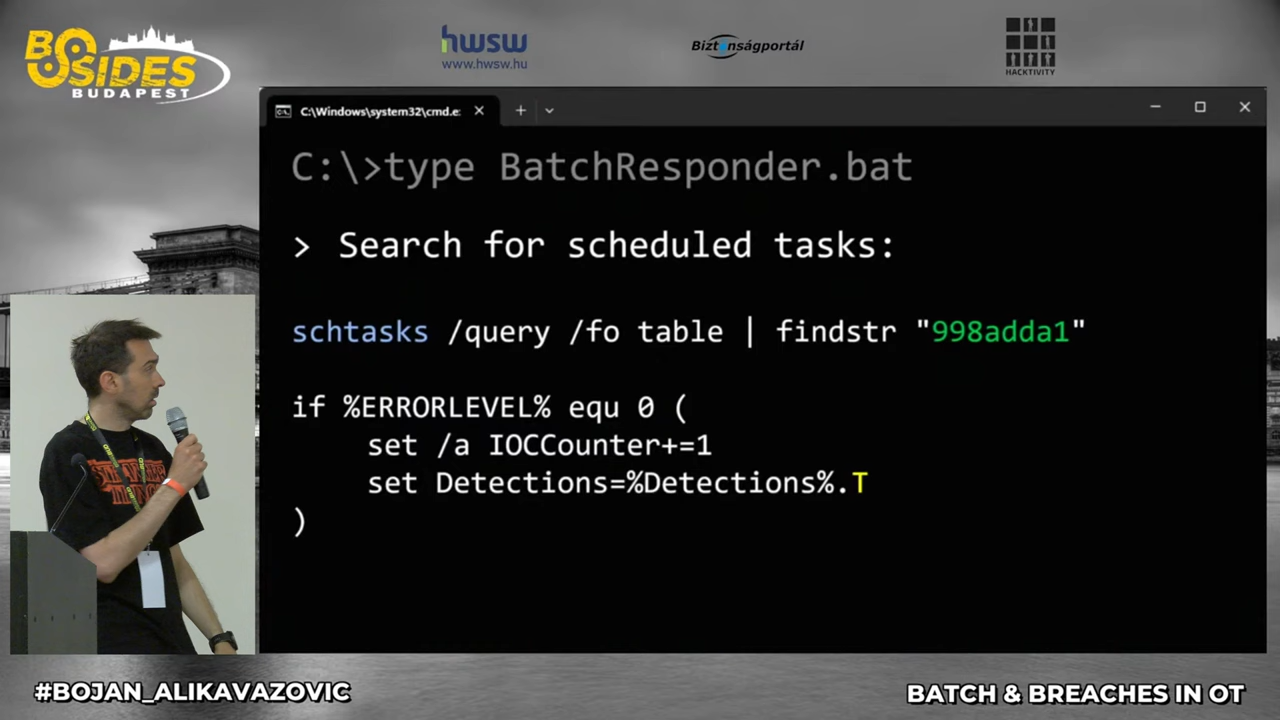 BSIDES
BUDAPEST
hwsw
www.hwsw.hu
Biztonságportál
HACKTIVITY
C:\Windows\system32\cmd.e:
C:\>type BatchResponder.bat
> Search for scheduled tasks:
schtasks /query /fo table | findstr "998adda1"
if %ERRORLEVEL% equ 0 (
set /a IOCCounter+=1
set Detections=%Detections%.T
)
STRANGER
THINGS
#BOJAN_ALIKAVAZOVIC
BATCH & BREACHES IN OT